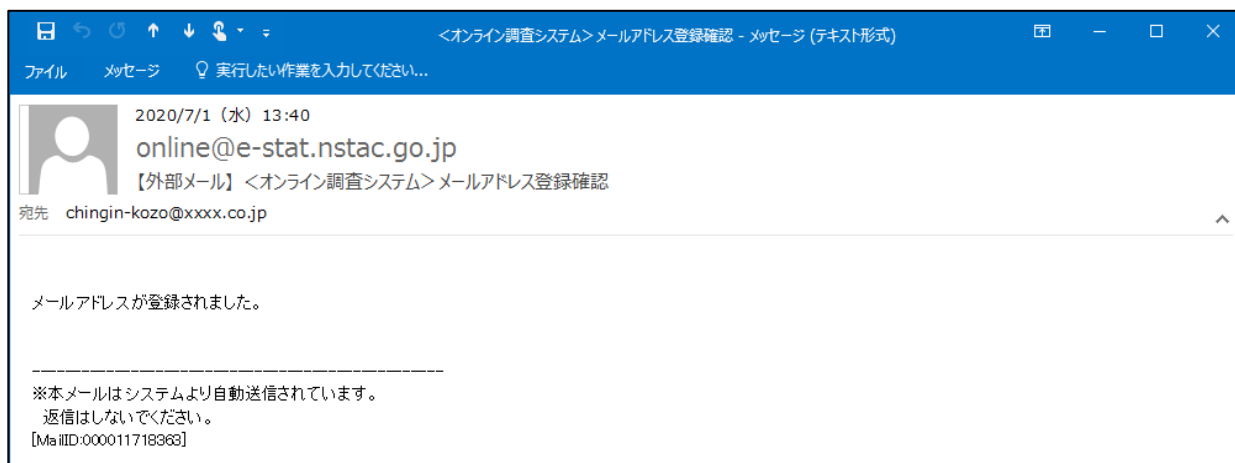 <オンライン調査システム>メールアドレス登録確認 - メッセージ (テキスト形式)
ファイル メッセージ 実行したい作業を入力してください...
2020/7/1（水）13:40
online@e-stat.nstac.go.jp
【外部メール】<オンライン調査システム>メールアドレス登録確認
宛先 chingin-kozo@xxxx.co.jp
メールアドレスが登録されました。
--------------------------------------------------
※本メールはシステムより自動送信されています。
返信はしないでください。
[MailID:000011718363]